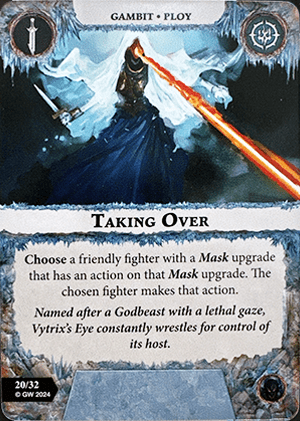 GAMBIT • PLOY
TAKING OVER
Choose a friendly fighter with a Mask upgrade
that has an action on that Mask upgrade. The
chosen fighter makes that action.
Named after a Godbeast with a lethal gaze,
Vytrix's Eye constantly wrestles for control of
its host.
20/32
© GW 2024